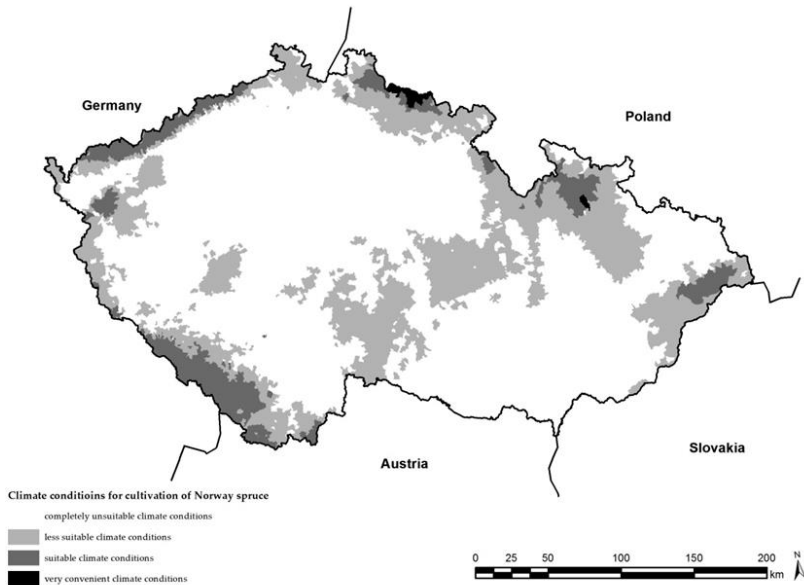 Germany
Poland
Austria
Slovakia
Climate conditioins for cultivation of Norway spruce
completely unsuitable climate conditions
less suitable climate conditions
suitable climate conditions
very convenient climate conditions
0 25 50 100 150 200
km
N